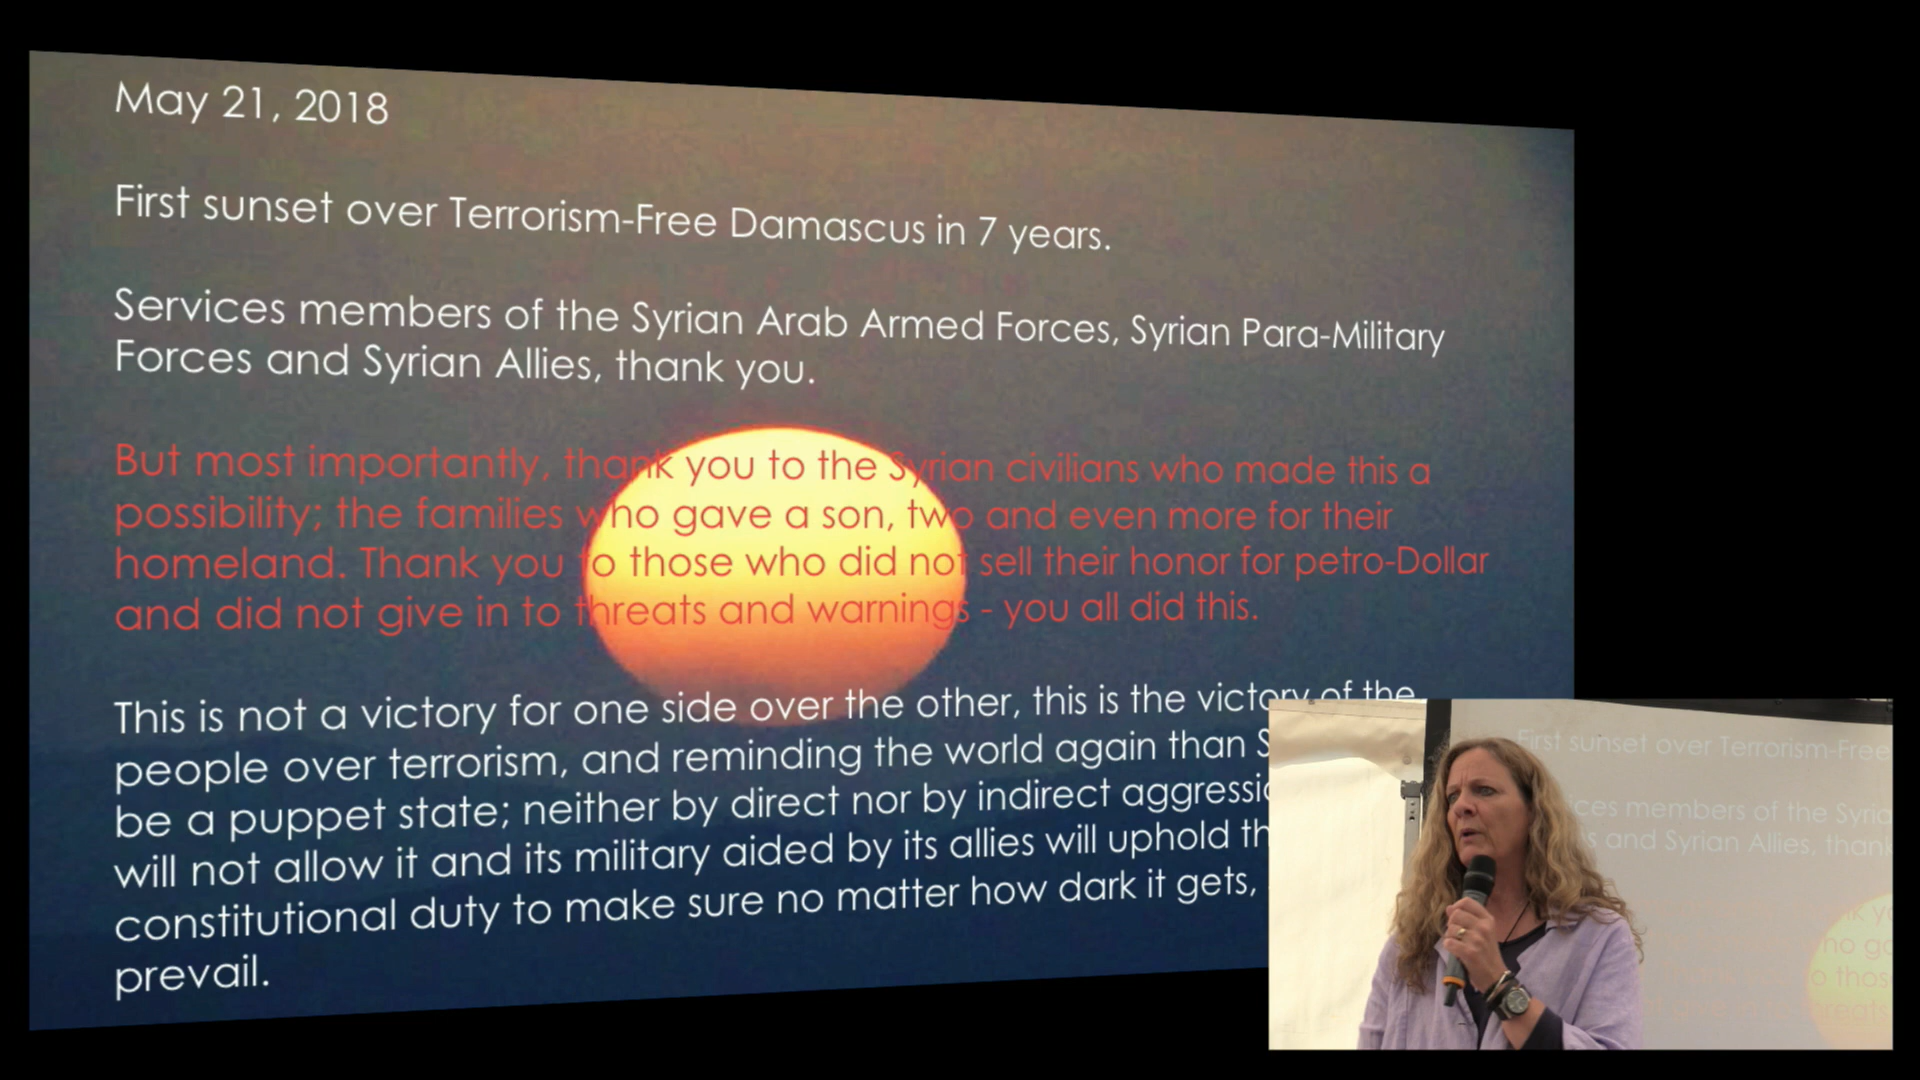 May 21, 2018
First sunset over Terrorism-Free Damascus in 7 years.
Services members of the Syrian Arab Armed Forces, Syrian Para-Military
Forces and Syrian Allies, thank you.
But most importantly, thank you to the Syrian civilians who made this a
possibility; the families who gave a son, two and even more for their
homeland. Thank you to those who did not sell their honor for petro-Dollar
and did not give in to threats and warnings - you all did this.
This is not a victory for one side over the other, this is the victory of the
people over terrorism, and reminding the world again than S
be a puppet state; neither by direct nor by indirect
will not allow it and its military aided by its allies will uphold
constitutional duty to make sure no matter how dark it gets,
prevail.
First sunset over Terrorism-Free
members of the
and Syrian Allies,